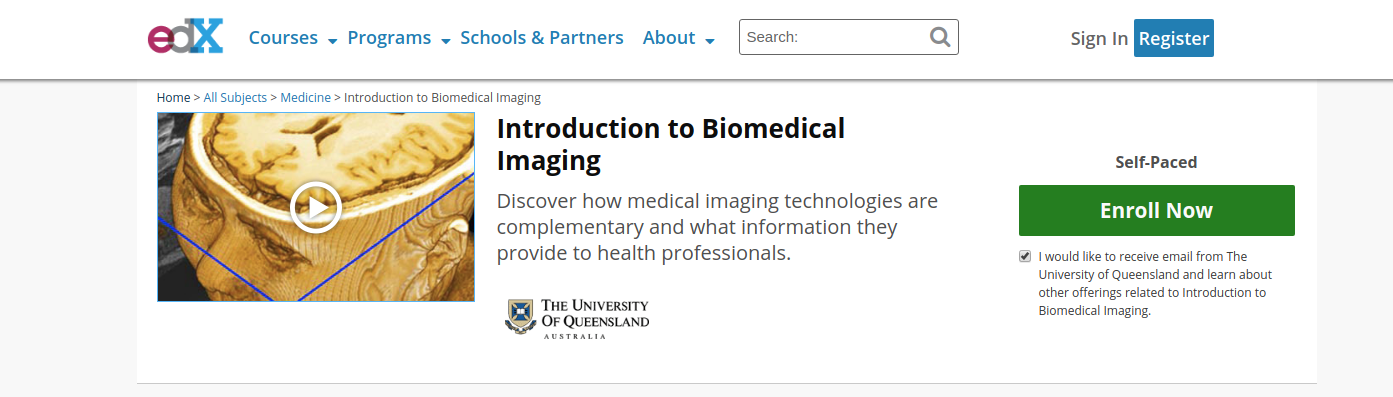 edX
Courses Programs Schools & Partners About Search: Sign In Register
Home > All Subjects > Medicine > Introduction to Biomedical Imaging
Introduction to Biomedical
Imaging
Discover how medical imaging technologies are
complementary and what information they
provide to health professionals.
THE UNIVERSITY
OF QUEENSLAND
AUSTRALIA
Self-Paced
Enroll Now
I would like to receive email from The
University of Queensland and learn about
other offerings related to Introduction to
Biomedical Imaging.